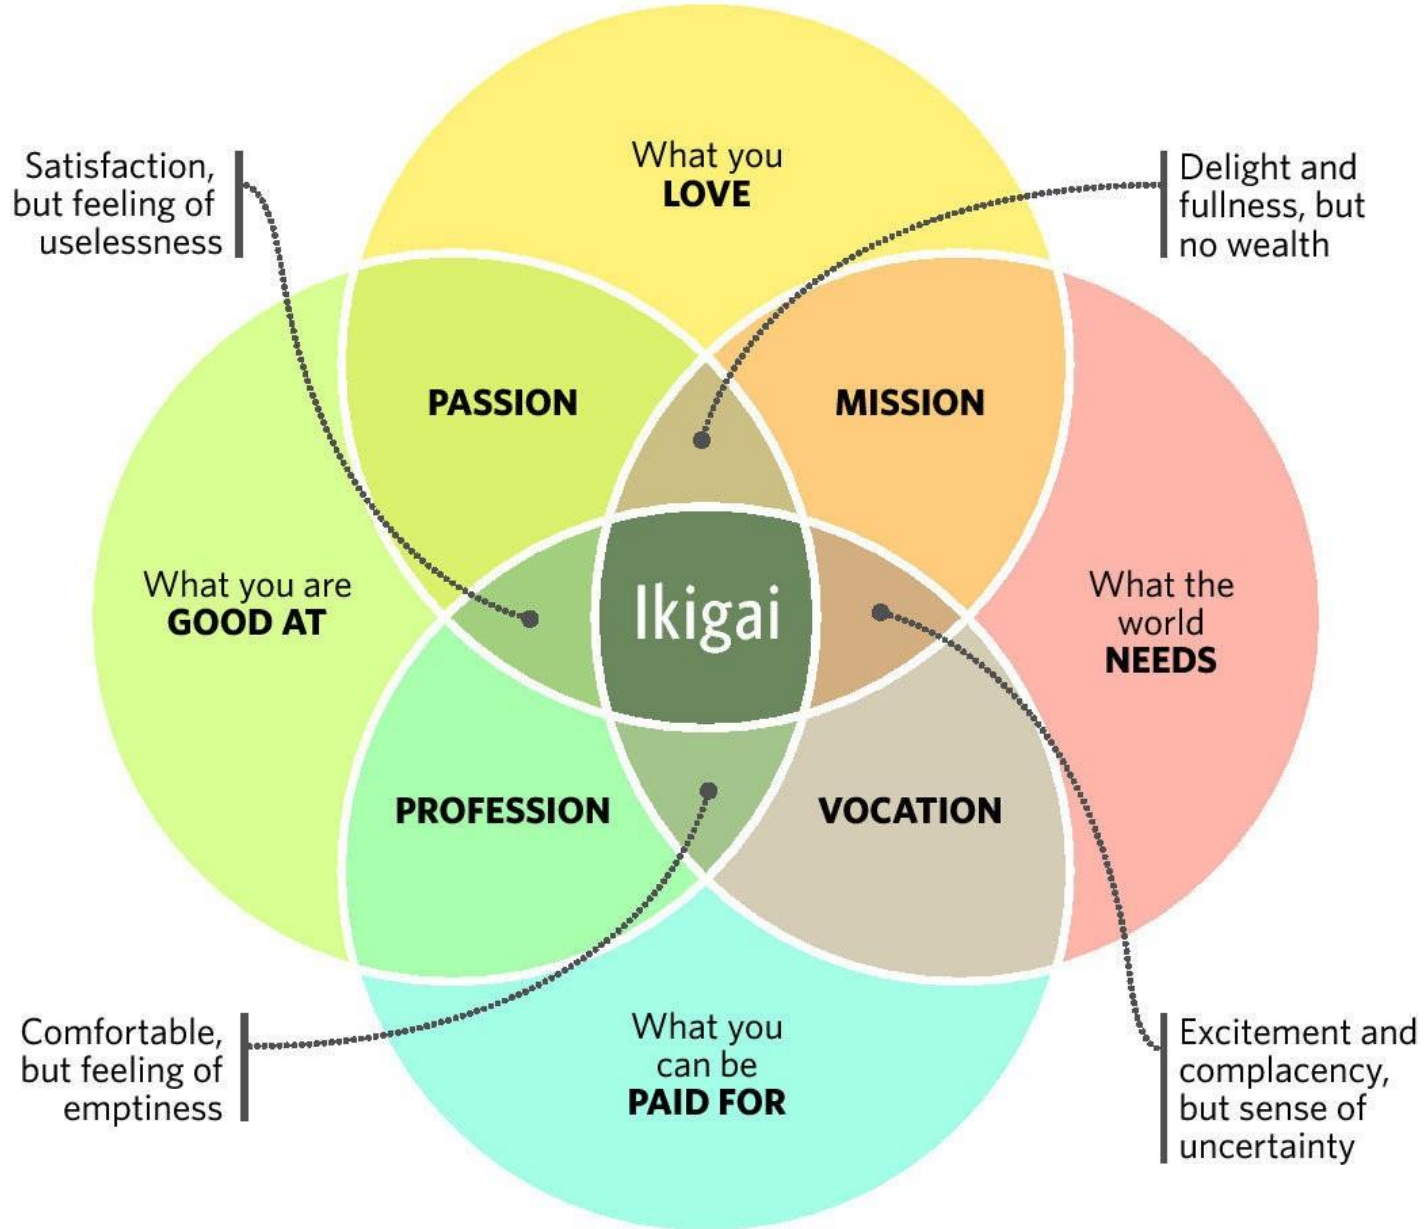 What you
LOVE
Satisfaction,
but feeling of
uselessness
Delight and
fullness, but
no wealth
PASSION
MISSION
What you are
GOOD AT
Ikigai
What the
world
NEEDS
PROFESSION
VOCATION
Comfortable,
but feeling of
emptiness
What you
can be
PAID FOR
Excitement and
complacency,
but sense of
uncertainty